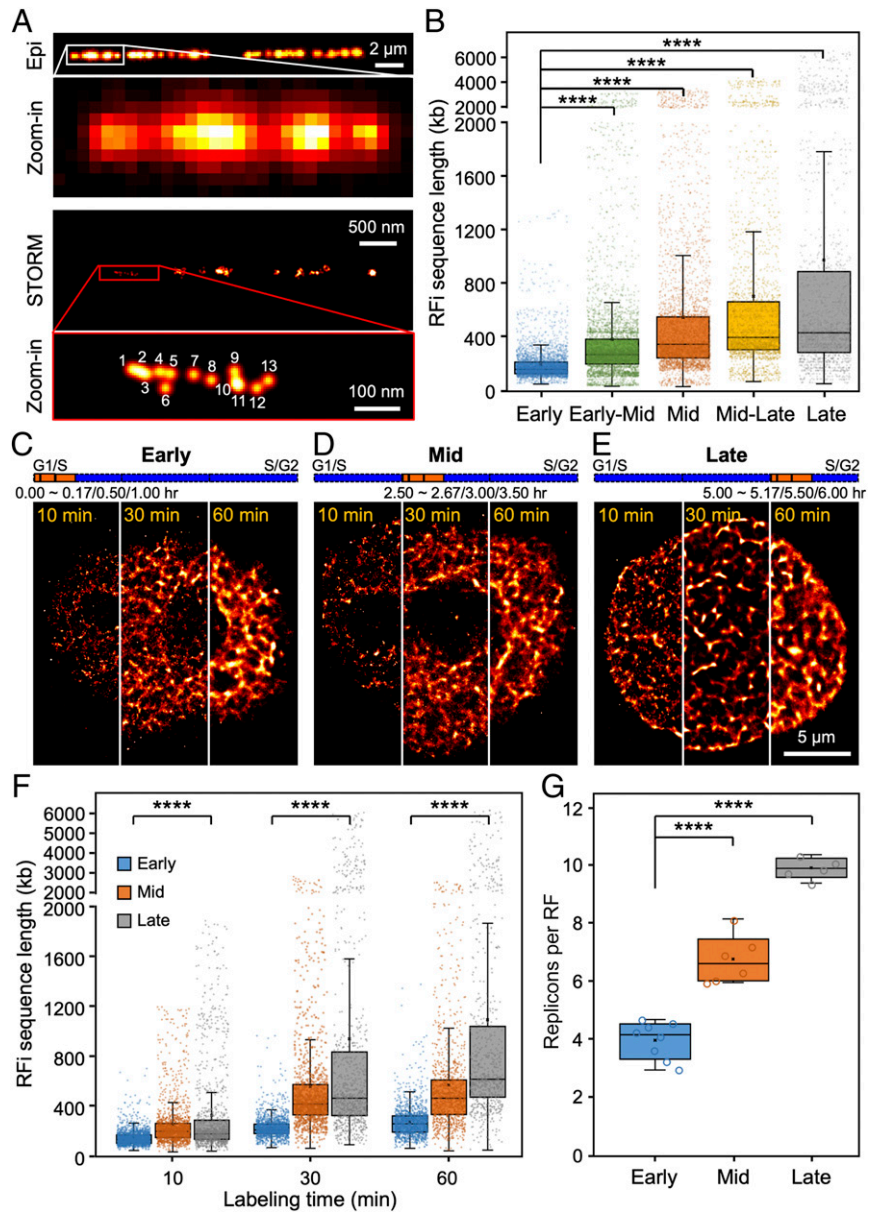 A
Epi
2 µm
Zoom-in
STORM
500 nm
Zoom-in
1 2 4 5 7 8 9 13
3 6 10 11 12
100 nm
B
RFi sequence length (kb)
6000
4000
2000
2000
1600
1200
800
400
0
****
****
****
****
Early Early-Mid Mid Mid-Late Late
C
Early
G1/S S/G2
0.00 ~ 0.17/0.50/1.00 hr
10 min 30 min 60 min
D
Mid
G1/S S/G2
2.50 ~ 2.67/3.00/3.50 hr
10 min 30 min 60 min
E
Late
G1/S S/G2
5.00 ~ 5.17/5.50/6.00 hr
10 min 30 min 60 min
5 µm
F
RFi sequence length (kb)
6000
5000
4000
3000
2000
2000
1600
1200
800
400
0
**** **** ****
Early
Mid
Late
10 30 60
Labeling time (min)
G
Replicons per RF
12
10
8
6
4
2
0
****
****
Early Mid Late